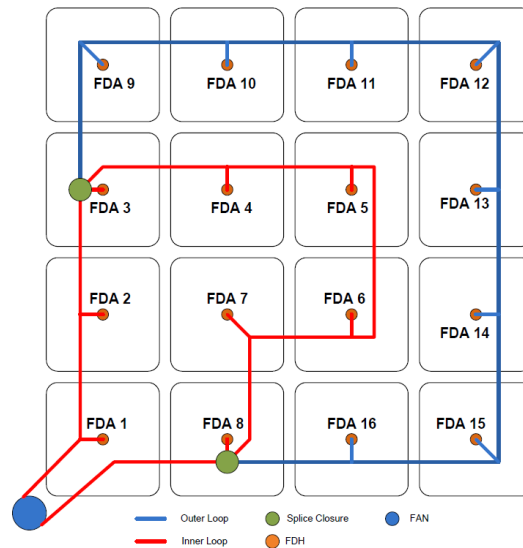 FDA 9 FDA 10 FDA 11 FDA 12
FDA 3 FDA 4 FDA 5 FDA 13
FDA 2 FDA 7 FDA 6 FDA 14
FDA 1 FDA 8 FDA 16 FDA 15
Outer Loop Splice Closure FAN
Inner Loop FDH